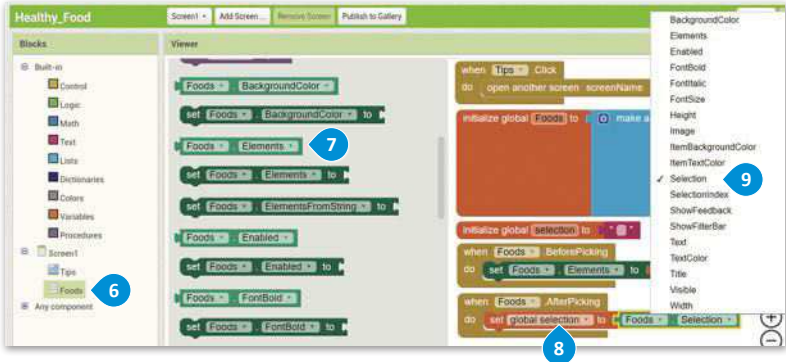 Healthy_Food
Screen1 Add Screen ... Remove Screen Publish to Gallery
Blocks
Viewer
Built-in
Control
Logic
Math
Text
Lists
Dictionaries
Colors
Variables
Procedures
Screen1
Tips
Foods
6
Any component
Foods . BackgroundColor
set Foods . BackgroundColor to
Foods . Elements
7
set Foods . Elements to
set Foods . ElementsFromString to
Foods . Enabled
set Foods . Enabled to
Foods . FontBold
set Foods . FontBold to
when Tips .Click
do open another screen screenName
initialize global Foods to make a
initialize global selection to " "
when Foods .BeforePicking
do set Foods . Elements to
when Foods .AfterPicking
do set global selection to Foods . Selection
8
BackgroundColor
Elements
Enabled
FontBold
FontItalic
FontSize
Height
Image
ItemBackgroundColor
ItemTextColor
✓ Selection
9
SelectionIndex
ShowFeedback
ShowFilterBar
Text
TextColor
Title
Visible
Width